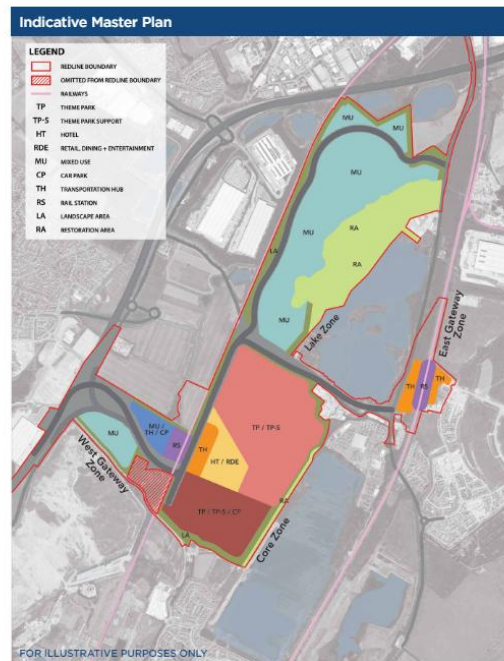 Indicative Master Plan
LEGEND
REDLINE BOUNDARY
OMITTED FROM REDLINE BOUNDARY
RAILWAYS
TP THEME PARK
TP-S THEME PARK SUPPORT
HT HOTEL
RDE RETAIL, DINING + ENTERTAINMENT
MU MIXED USE
CP CAR PARK
TH TRANSPORTATION HUB
RS RAIL STATION
LA LANDSCAPE AREA
RA RESTORATION AREA
MU
MU
MU
RA
MU
LA
RA
MU
Lake Zone
East Gateway
Zone
TH
RS
TH
MU /
TH / CP
MU
RS
TP / TP-S
TH
HT / RDE
West Gateway
Zone
TP / TP-S / CP
RA
LA
Core Zone
FOR ILLUSTRATIVE PURPOSES ONLY